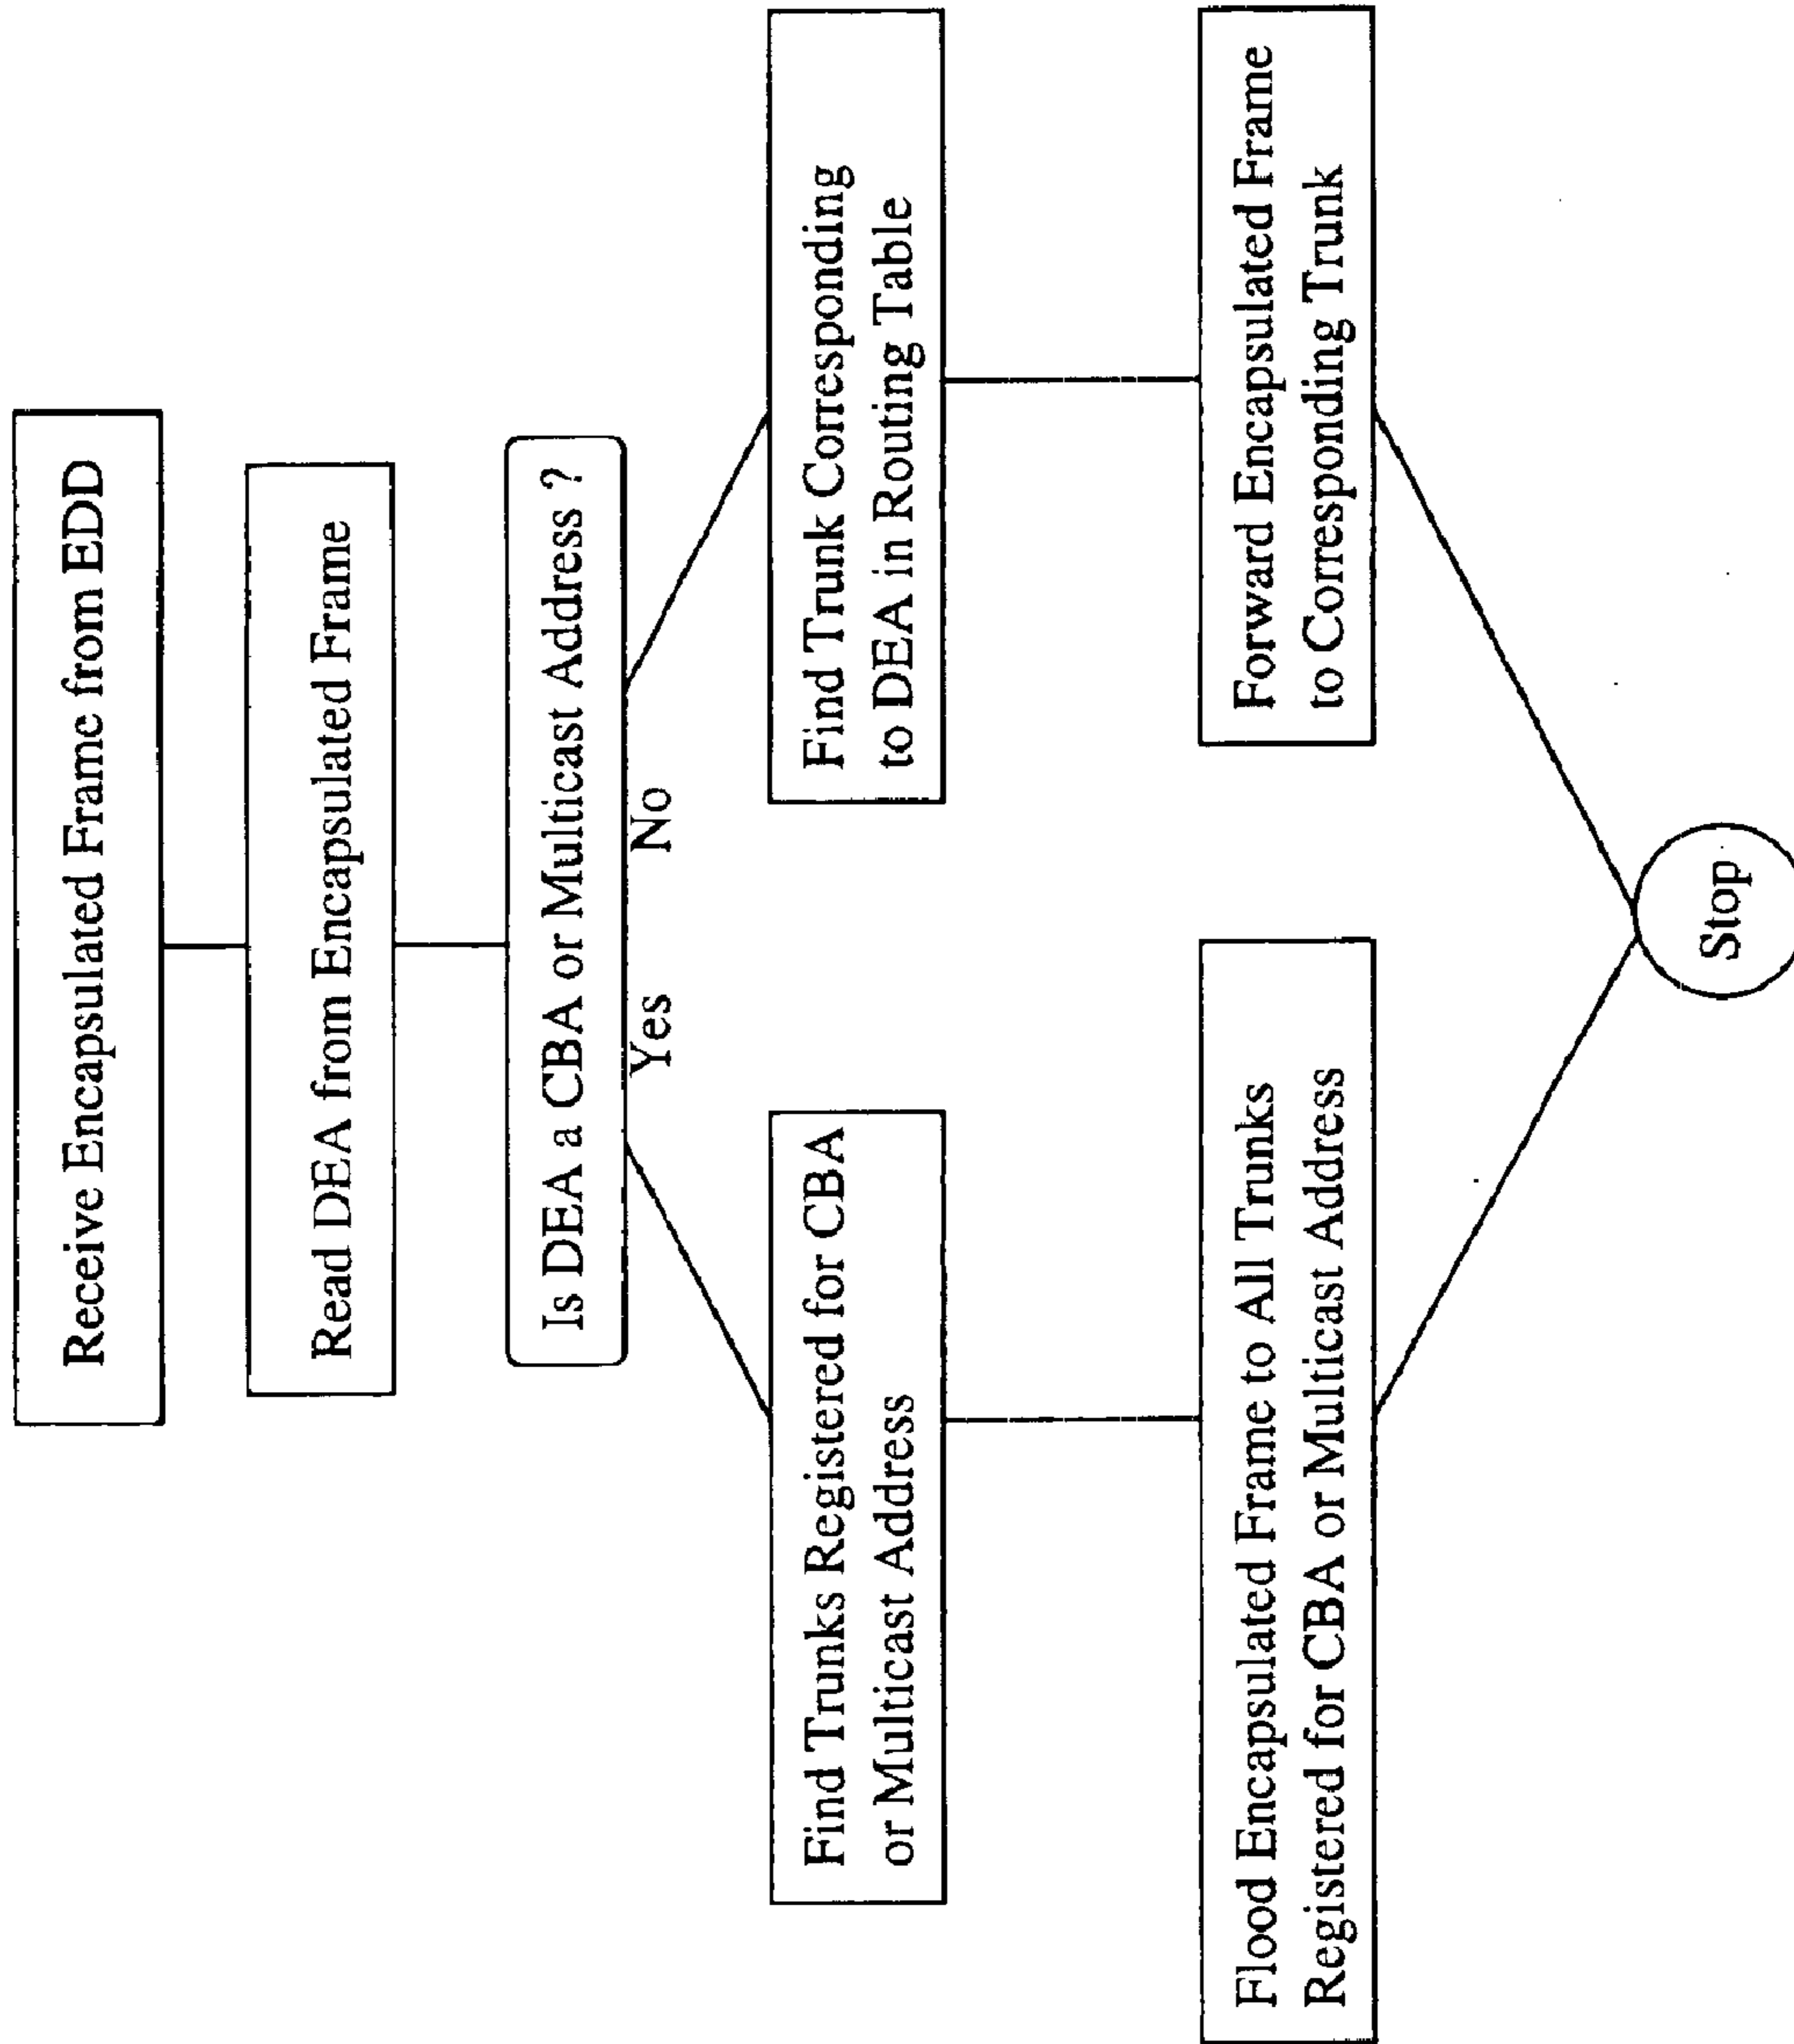 Receive Encapsulated Frame from EDD
Read DEA from Encapsulated Frame
Is DEA a CBA or Multicast Address ?
Yes
No
Find Trunks Registered for CBA
or Multicast Address
Find Trunk Corresponding
to DEA in Routing Table
Flood Encapsulated Frame to All Trunks
Registered for CBA or Multicast Address
Forward Encapsulated Frame
to Corresponding Trunk
Stop